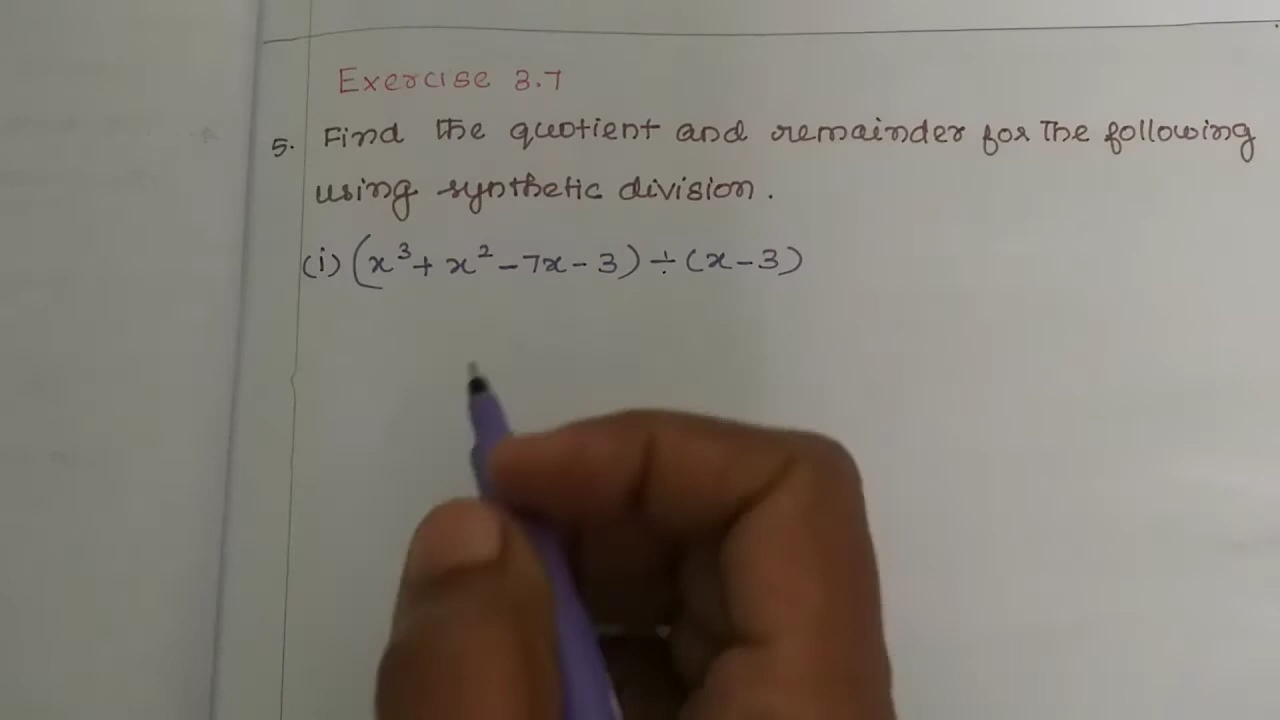 Exercise 3.7
5. Find the quotient and remainder for The following
using synthetic division.
(i) (x³ + x² - 7x - 3) ÷ (x - 3)